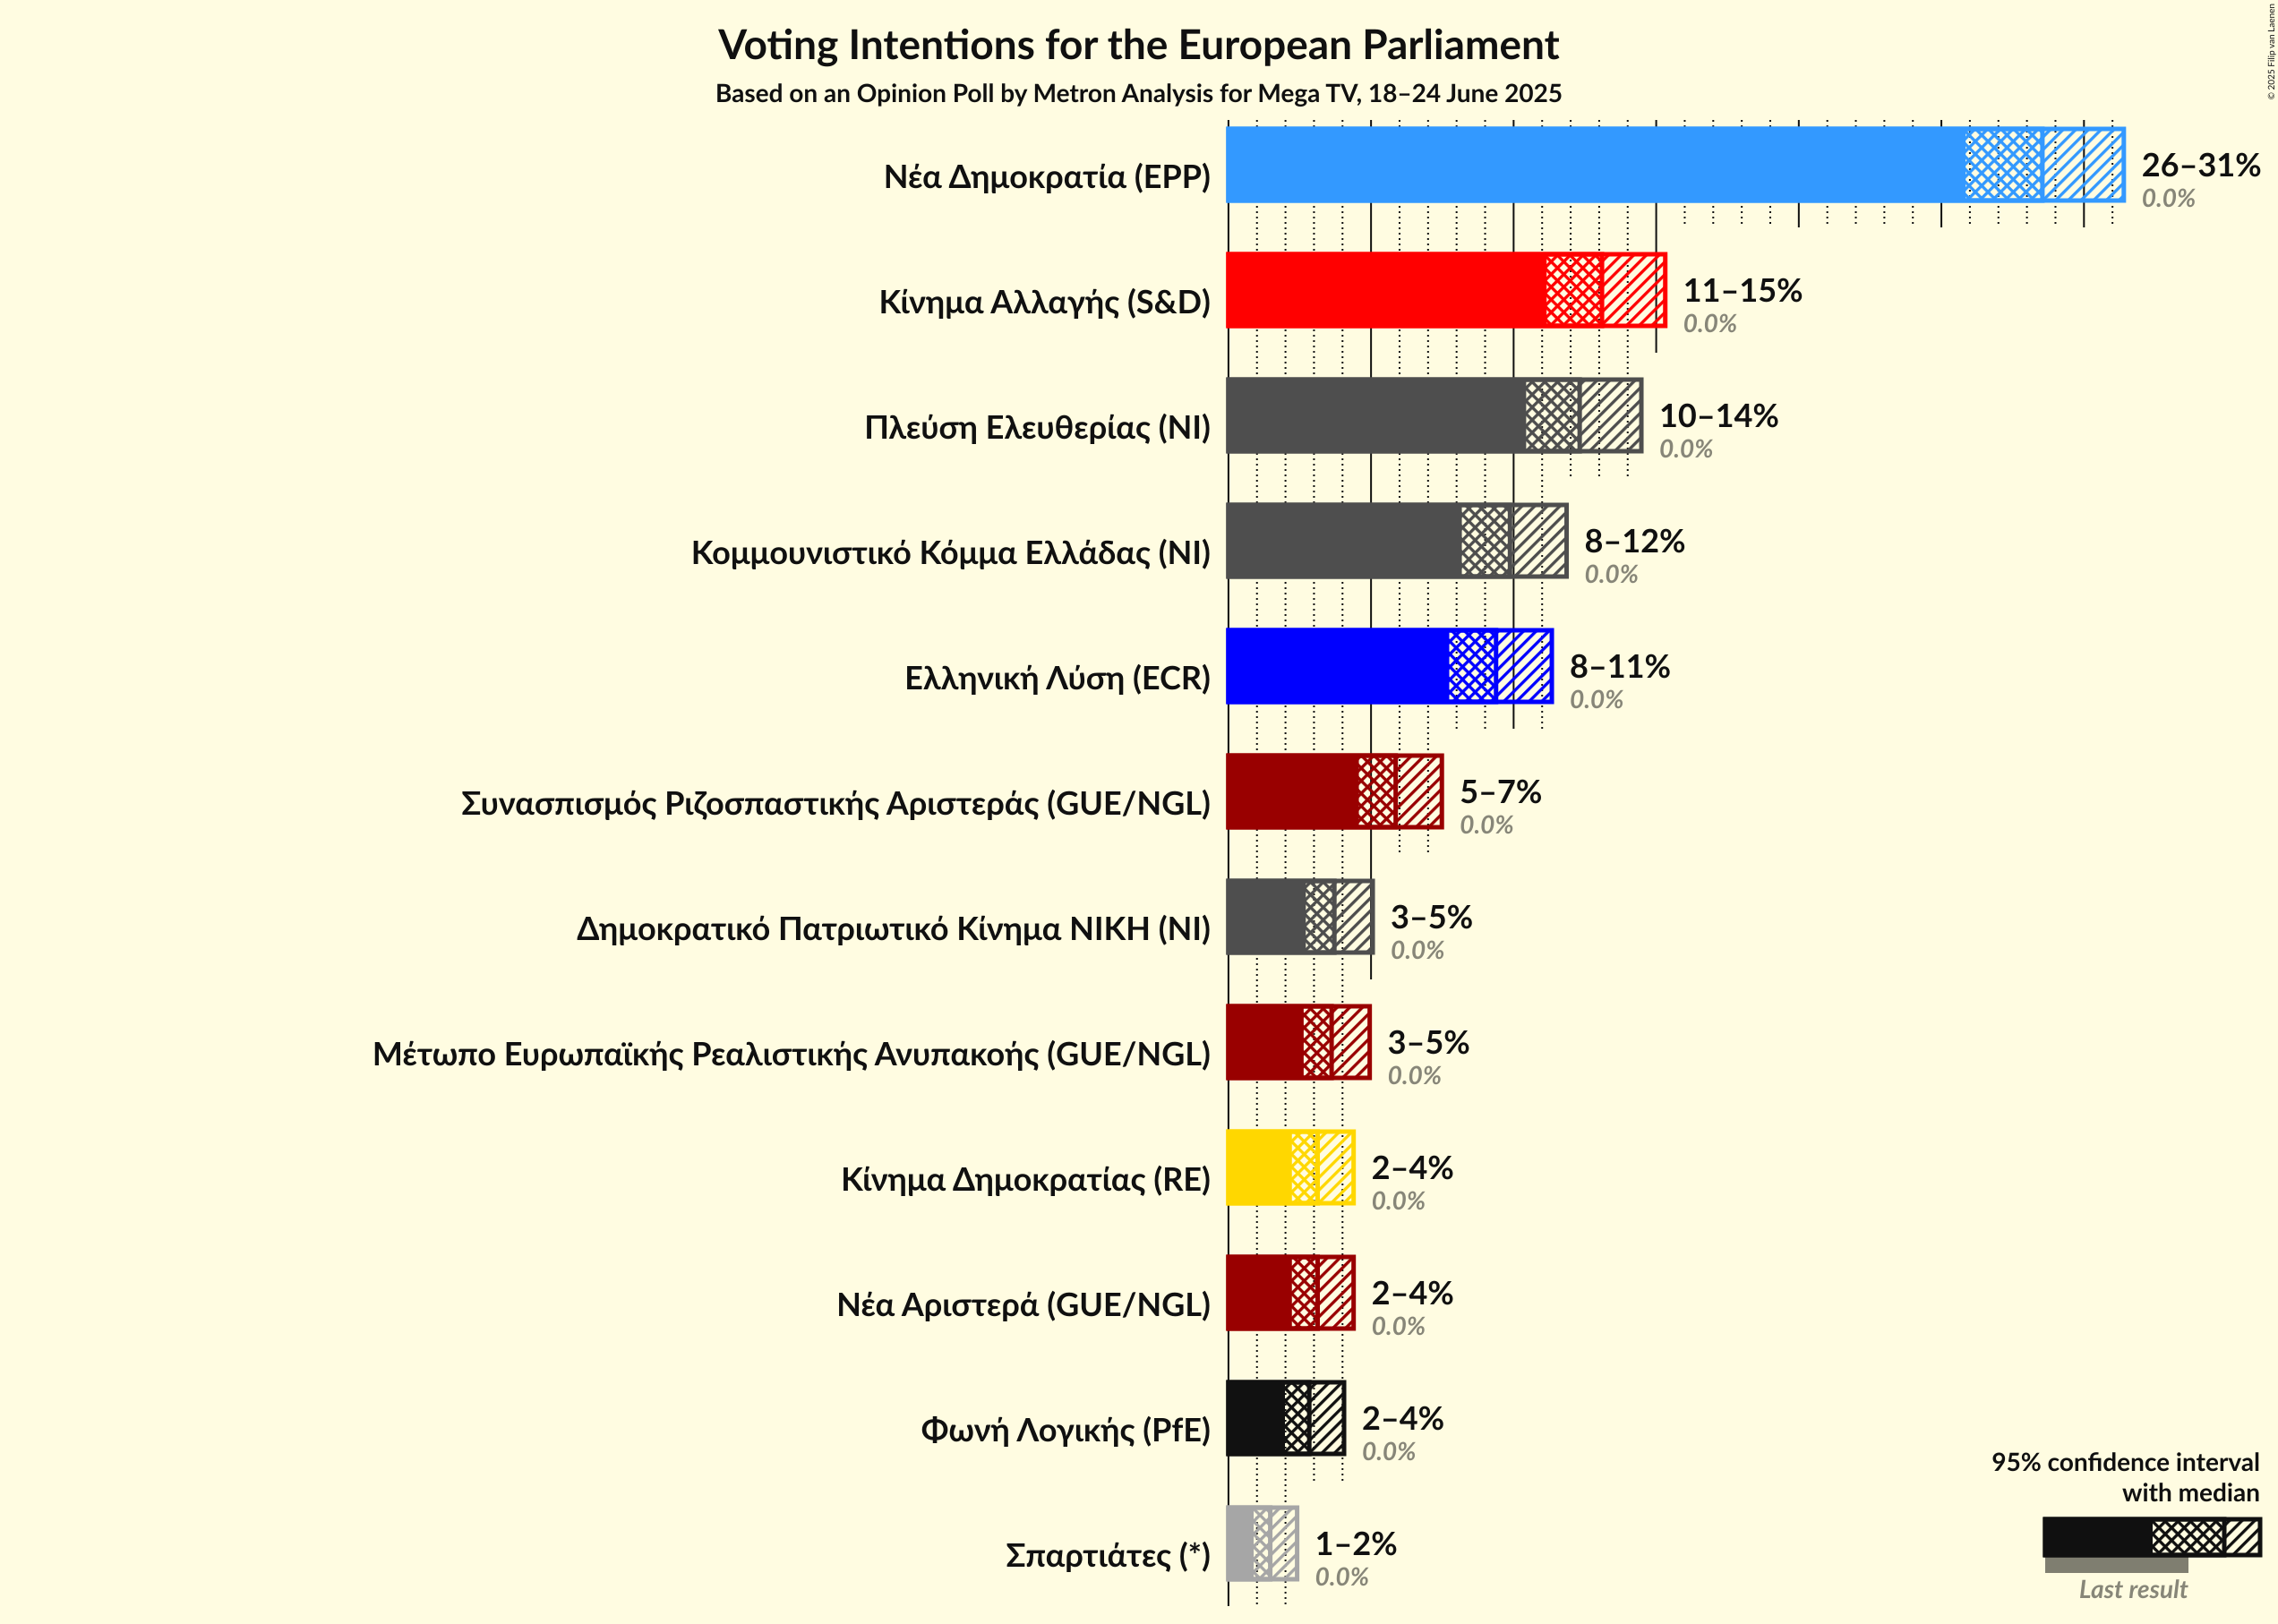 Voting Intentions for the European Parliament
Based on an Opinion Poll by Metron Analysis for Mega TV, 18–24 June 2025
© 2025 Filip van Laenen
Νέα Δημοκρατία (EPP)
26–31%
0.0%
Κίνημα Αλλαγής (S&D)
11–15%
0.0%
Πλεύση Ελευθερίας (NI)
10–14%
0.0%
Κομμουνιστικό Κόμμα Ελλάδας (NI)
8–12%
0.0%
Ελληνική Λύση (ECR)
8–11%
0.0%
Συνασπισμός Ριζοσπαστικής Αριστεράς (GUE/NGL)
5–7%
0.0%
Δημοκρατικό Πατριωτικό Κίνημα ΝΙΚΗ (NI)
3–5%
0.0%
Μέτωπο Ευρωπαϊκής Ρεαλιστικής Ανυπακοής (GUE/NGL)
3–5%
0.0%
Κίνημα Δημοκρατίας (RE)
2–4%
0.0%
Νέα Αριστερά (GUE/NGL)
2–4%
0.0%
Φωνή Λογικής (PfE)
2–4%
0.0%
Σπαρτιάτες (*)
1–2%
0.0%
95% confidence interval
with median
Last result